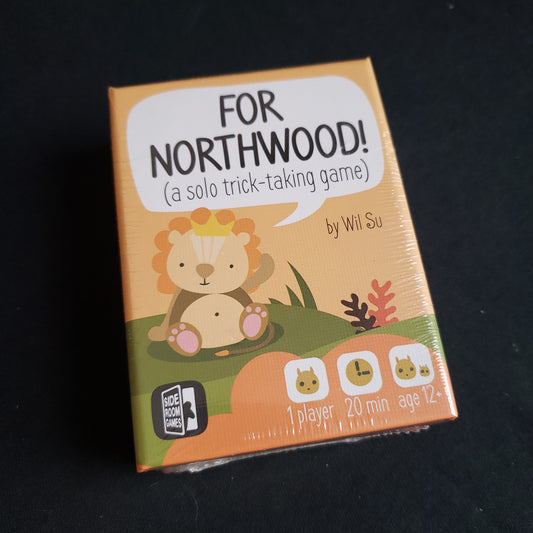 FOR
NORTHWOOD!
(a solo trick-taking game)
by Wil Su
SIDE
ROOM
GAMES
1 player
20 min
age 12+